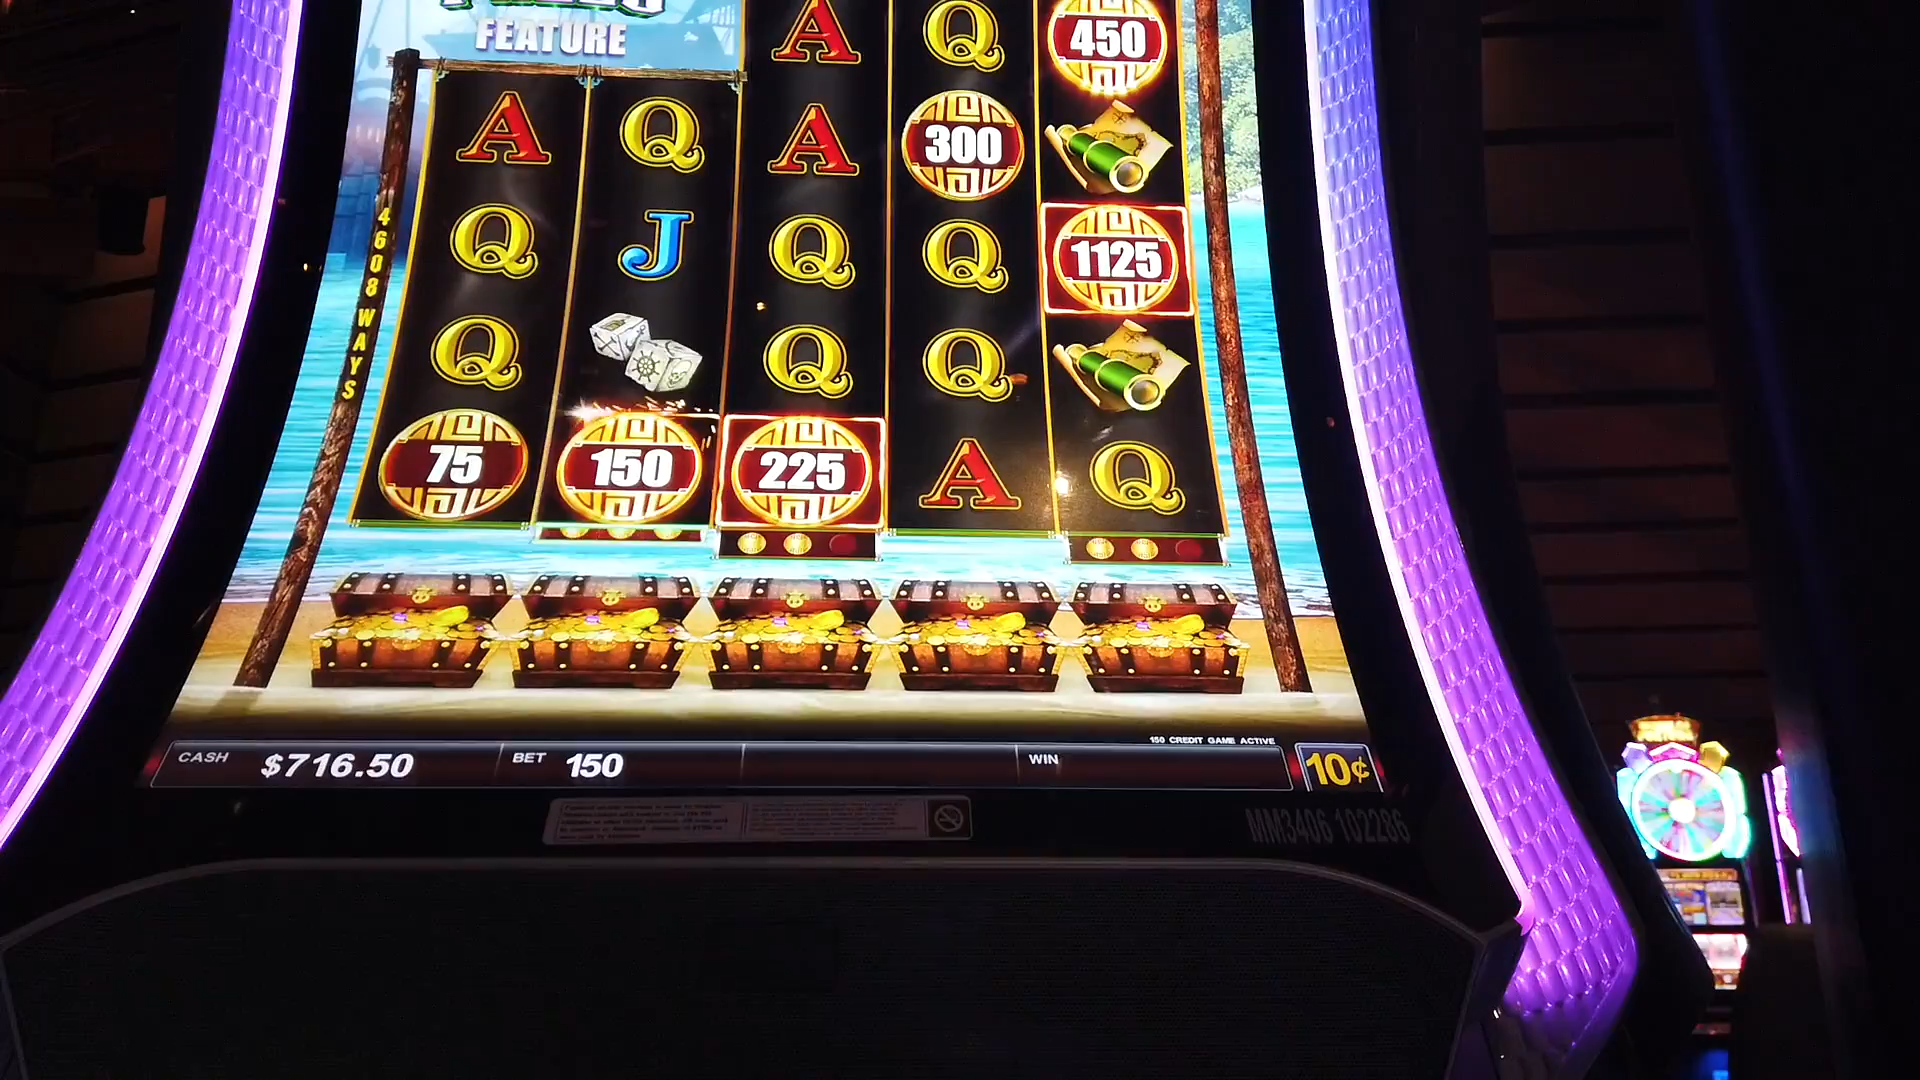 FEATURE
A Q 450
A Q A 300
Q J Q Q 1125
Q Q Q
75 150 225 A Q
4608 WAYS
150 CREDIT GAME ACTIVE
CASH $716.50 BET 150 WIN 10¢
MM3406 102286